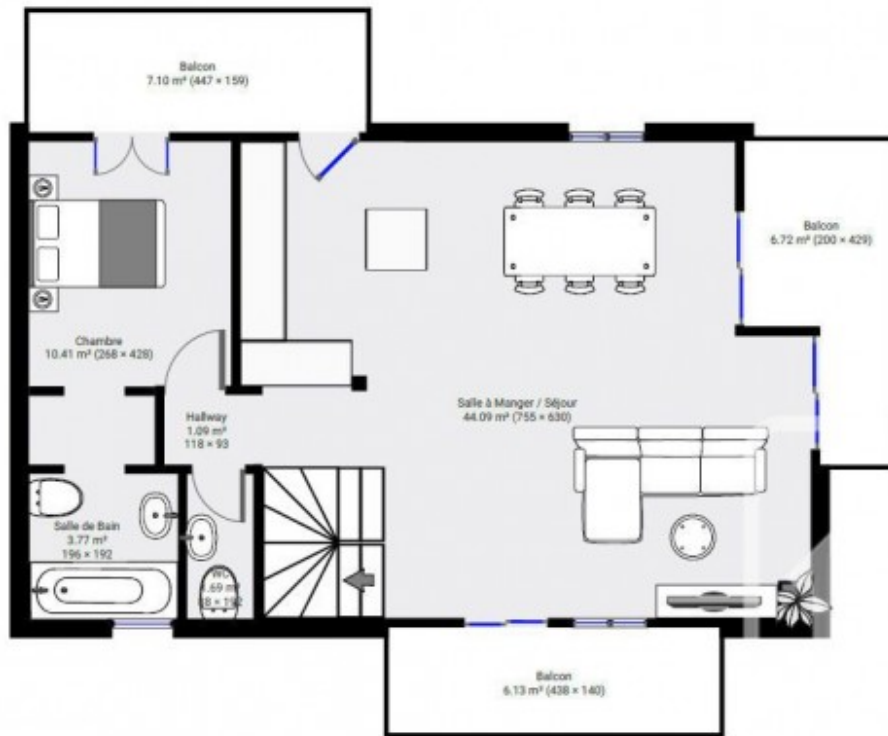 Balcon
7.10 m² (447 × 159)
Balcon
6.72 m² (200 × 429)
Chambre
10.41 m² (268 × 428)
Hallway
1.09 m²
118 × 93
Salle à Manger / Séjour
44.09 m² (755 × 630)
Salle de Bain
3.77 m²
196 × 192
WC
Balcon
6.13 m² (438 × 140)